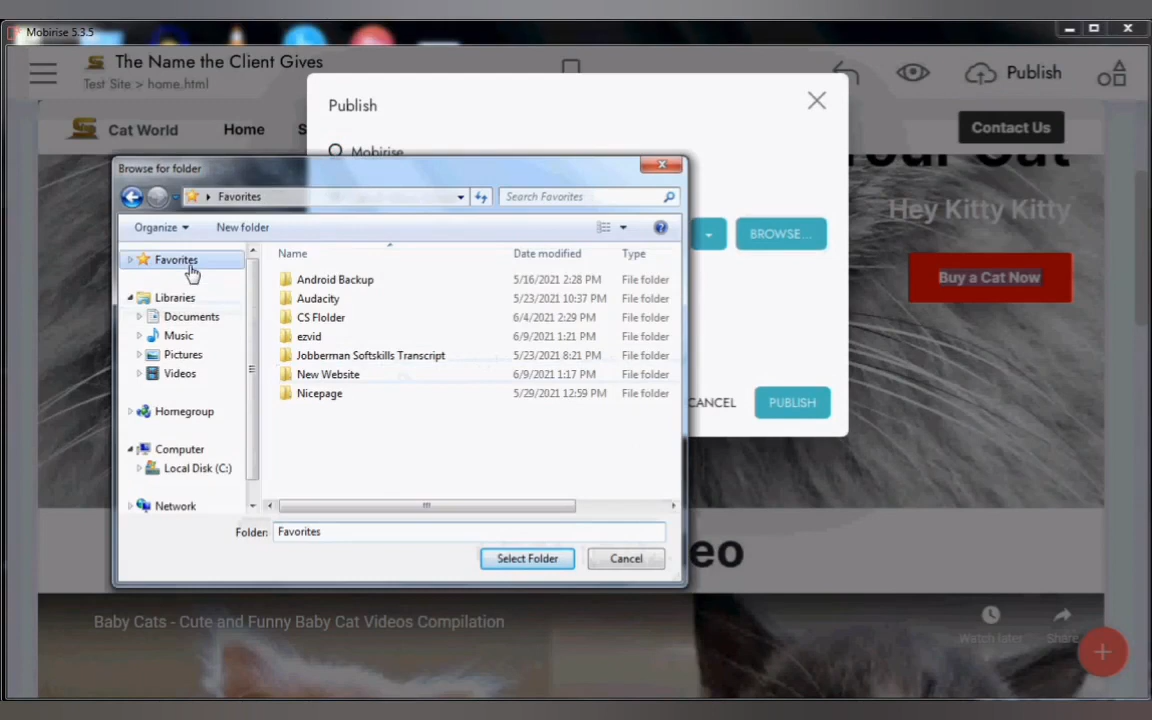 Mobirise 5.3.5
The Name the Client Gives
Test Site > home.html
Publish
Publish
Cat World
Home
S
Contact Us
Mobirise
Your Cat
Hey Kitty Kitty
Buy a Cat Now
Browse for folder
Favorites
Search Favorites
Organize
New folder
BROWSE...
Name
Date modified
Type
Favorites
Libraries
Documents
Music
Pictures
Videos
Homegroup
Computer
Local Disk (C:)
Network
Android Backup 5/16/2021 2:28 PM File folder
Audacity 5/23/2021 10:37 PM File folder
CS Flolder 6/4/2021 2:29 PM File folder
ezvid 6/9/2021 1:21 PM File folder
Jobberman Softskills Transcript 5/23/2021 8:21 PM File folder
New Website 6/9/2021 1:17 PM File folder
Nicepage 5/29/2021 12:59 PM File folder
CANCEL
PUBLISH
Folder: Favorites
Select Folder
Cancel
eo
Baby Cats - Cute and Funny Baby Cat Videos Compilation
Watch later
Share